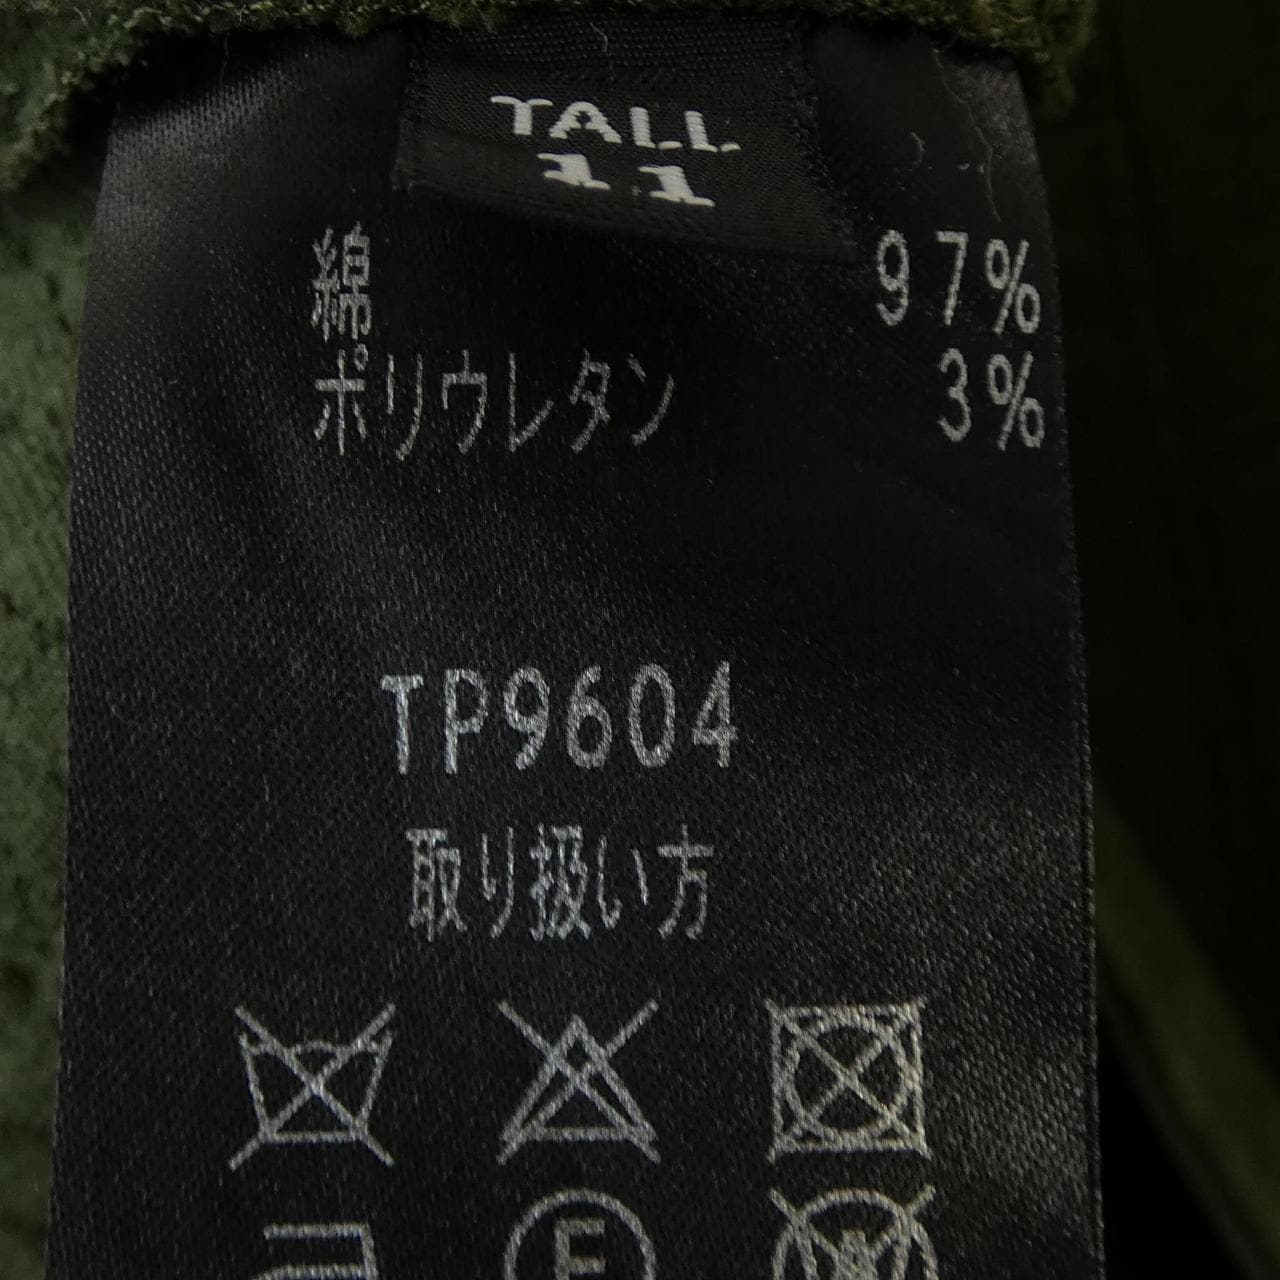 TALL
11
綿 97%
ポリウレタン 3%
TP9604
取り扱い方
F